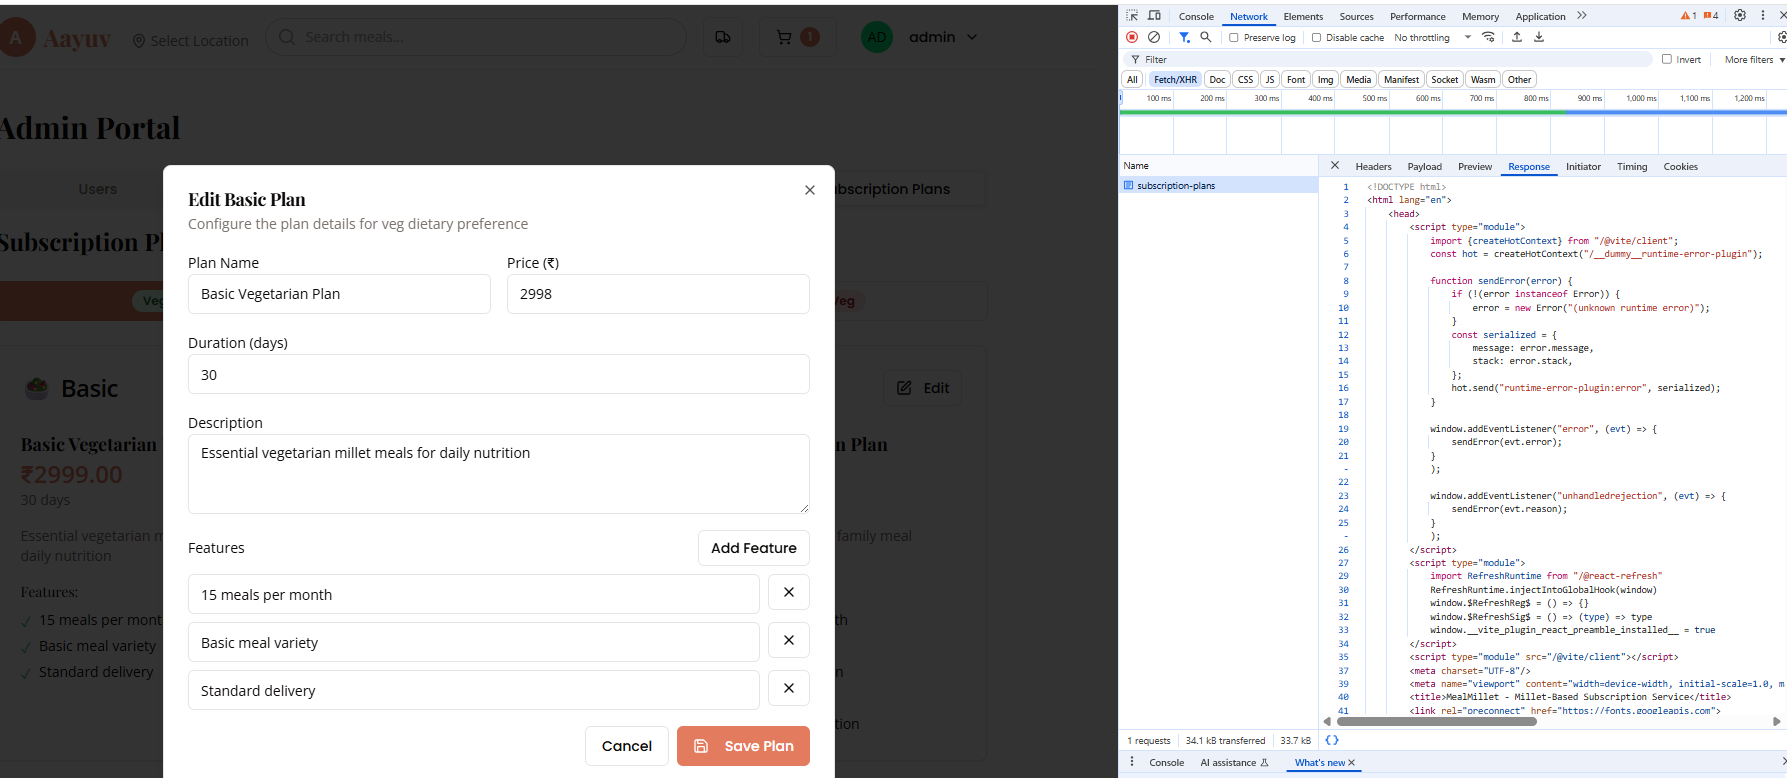 A Aayuv Select Location Search meals... 1 AD admin
Admin Portal
Users
bscription Plans
Subscription Pl
Veg
Veg
Basic
Edit
Basic Vegetarian
n Plan
₹2999.00
30 days
Essential vegetarian m
family meal
daily nutrition
Features:
15 meals per mont
th
Basic meal variety
Standard delivery
n
tion
Edit Basic Plan
Configure the plan details for veg dietary preference
Plan Name
Price (₹)
Basic Vegetarian Plan
2998
Duration (days)
30
Description
Essential vegetarian millet meals for daily nutrition
Features
Add Feature
15 meals per month
Basic meal variety
Standard delivery
Cancel
Save Plan
Console Network Elements Sources Performance Memory Application 1 4
Preserve log Disable cache No throttling
Filter Invert More filters
All Fetch/XHR Doc CSS JS Font Img Media Manifest Socket Wasm Other
100 ms 200 ms 300 ms 400 ms 500 ms 600 ms 700 ms 800 ms 900 ms 1,000 ms 1,100 ms 1,200 ms
Name
subscription-plans
Headers Payload Preview Response Initiator Timing Cookies
1 <!DOCTYPE html>
2 <html lang="en">
3 <head>
4 <script type="module">
5 import {createHotContext} from "/@vite/client";
6 const hot = createHotContext("/__dummy__runtime-error-plugin");
7
8 function sendError(error) {
9 if (!(error instanceof Error)) {
10 error = new Error("(unknown runtime error)");
11 }
12 const serialized = {
13 message: error.message,
14 stack: error.stack,
15 };
16 hot.send("runtime-error-plugin:error", serialized);
17 }
18
19 window.addEventListener("error", (evt) => {
20 sendError(evt.error);
21 }
- );
22
23 window.addEventListener("unhandledrejection", (evt) => {
24 sendError(evt.reason);
25 }
- );
26 </script>
27 <script type="module">
29 import RefreshRuntime from "/@react-refresh"
30 RefreshRuntime.injectIntoGlobalHook(window)
31 window.$RefreshReg$ = () => {}
32 window.$RefreshSig$ = () => (type) => type
33 window.__vite_plugin_react_preamble_installed__ = true
34 </script>
35 <script type="module" src="/@vite/client"></script>
37 <meta charset="UTF-8"/>
39 <meta name="viewport" content="width=device-width, initial-scale=1.0, m
40 <title>MealMillet - Millet-Based Subscription Service</title>
41 <link rel="preconnect" href="https://fonts.googleapis.com">
1 requests 34.1 kB transferred 33.7 kB {}
Console AI assistance What's new